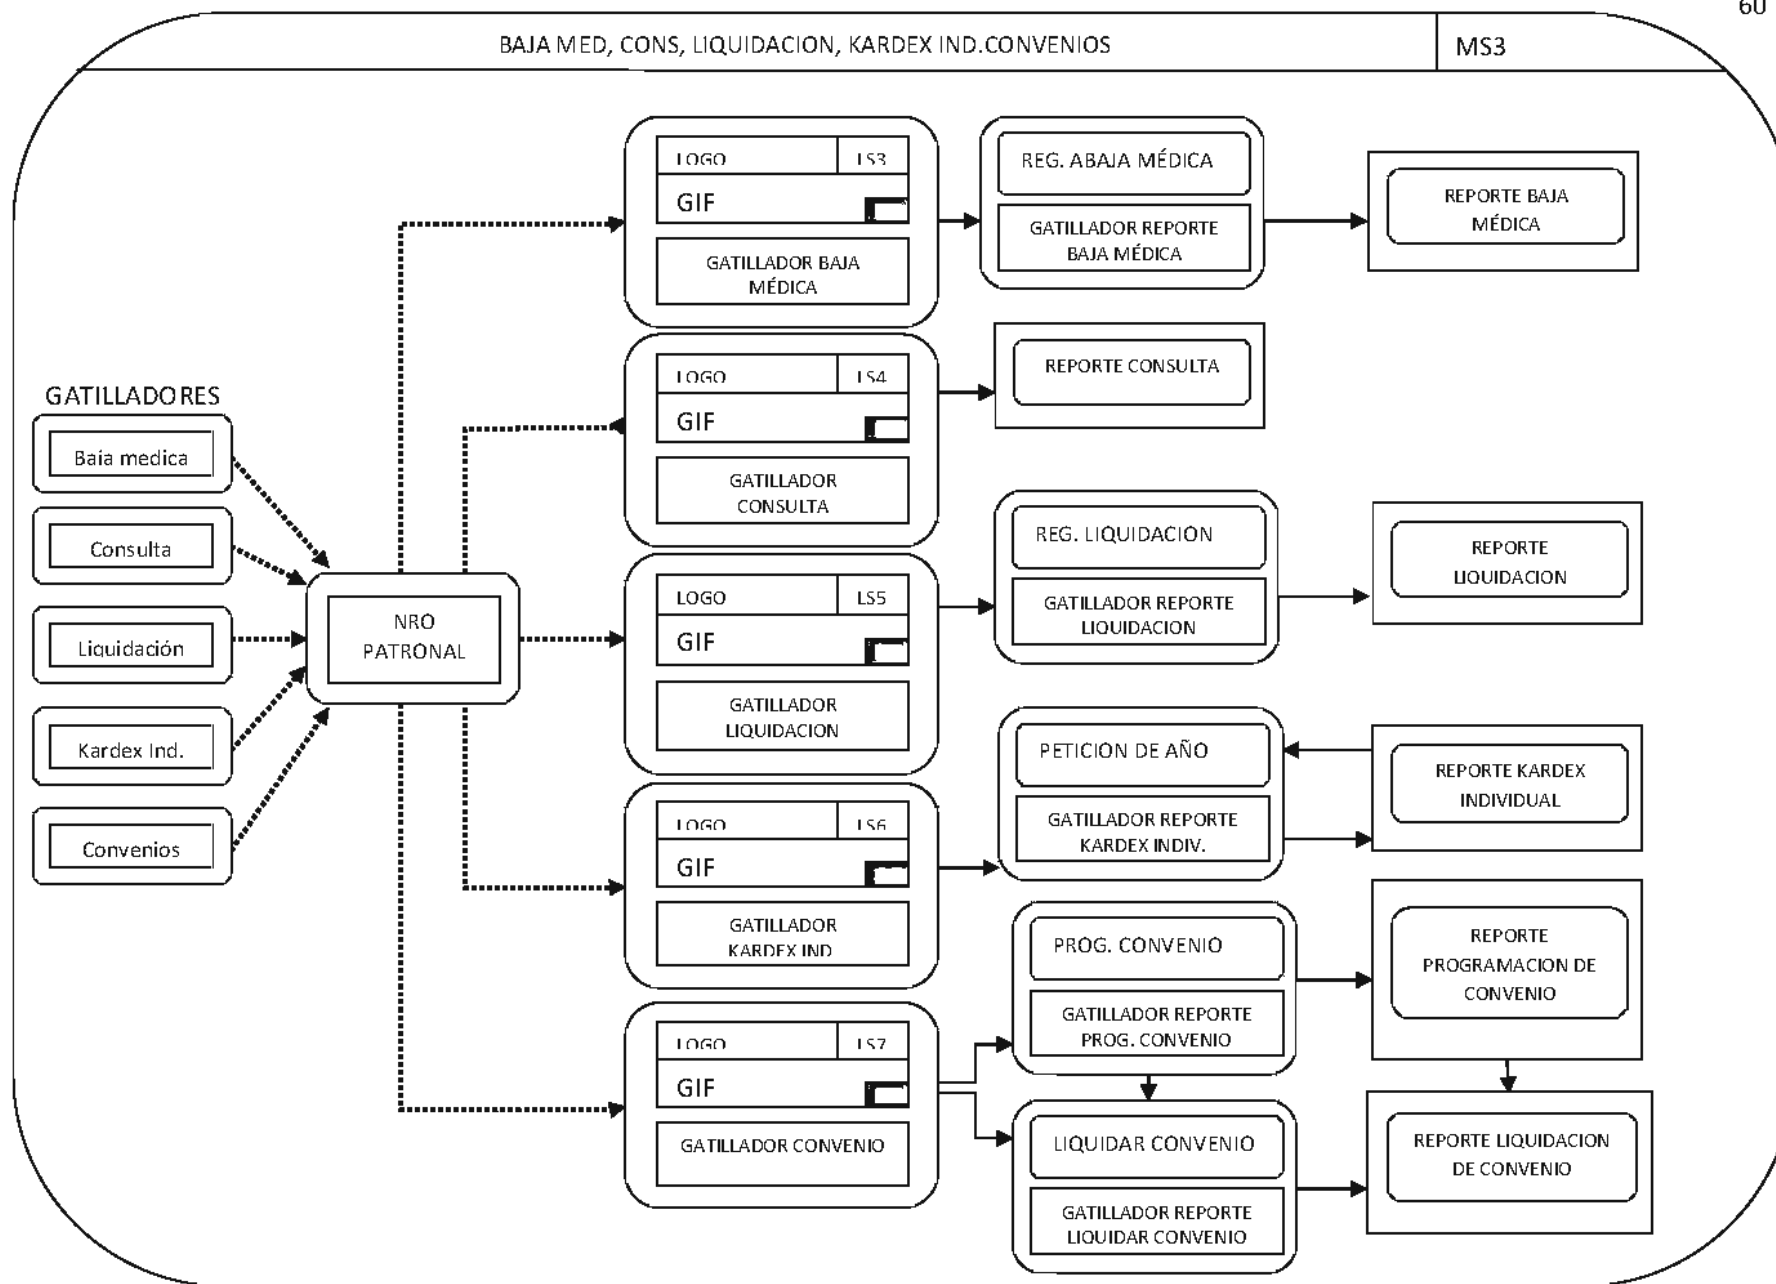 60
BAJA MED, CONS, LIQUIDACION, KARDEX IND.CONVENIOS
MS3
GATILLADORES
Baja medica
Consulta
Liquidación
Kardex Ind.
Convenios
NRO
PATRONAL
LOGO
LS3
GIF
GATILLADOR BAJA
MÉDICA
REG. ABAJA MÉDICA
GATILLADOR REPORTE
BAJA MÉDICA
REPORTE BAJA
MÉDICA
LOGO
LS4
GIF
GATILLADOR
CONSULTA
REPORTE CONSULTA
LOGO
LS5
GIF
GATILLADOR
LIQUIDACION
REG. LIQUIDACION
GATILLADOR REPORTE
LIQUIDACION
REPORTE
LIQUIDACION
LOGO
LS6
GIF
GATILLADOR
KARDEX IND
PETICION DE AÑO
GATILLADOR REPORTE
KARDEX INDIV.
REPORTE KARDEX
INDIVIDUAL
LOGO
LS7
GIF
GATILLADOR CONVENIO
PROG. CONVENIO
GATILLADOR REPORTE
PROG. CONVENIO
REPORTE
PROGRAMACION DE
CONVENIO
LIQUIDAR CONVENIO
GATILLADOR REPORTE
LIQUIDAR CONVENIO
REPORTE LIQUIDACION
DE CONVENIO